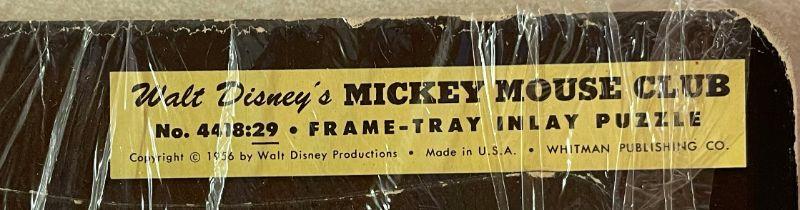 Walt Disney's MICKEY MOUSE CLUB
No. 4418:29 • FRAME-TRAY INLAY PUZZLE
Copyright © 1956 by Walt Disney Productions • Made in U.S.A. • WHITMAN PUBLISHING CO.